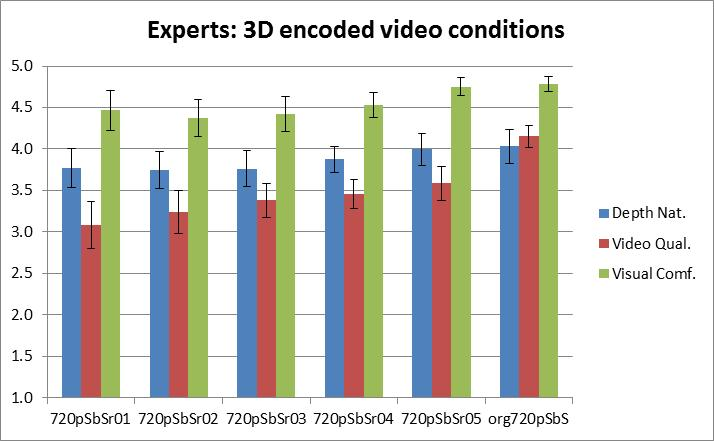 Experts: 3D encoded video conditions
5.0
4.5
4.0
3.5
3.0
2.5
2.0
1.5
1.0
Depth Nat.
Video Qual.
Visual Comf.
720pSbSr01 720pSbSr02 720pSbSr03 720pSbSr04 720pSbSr05 org720pSbS